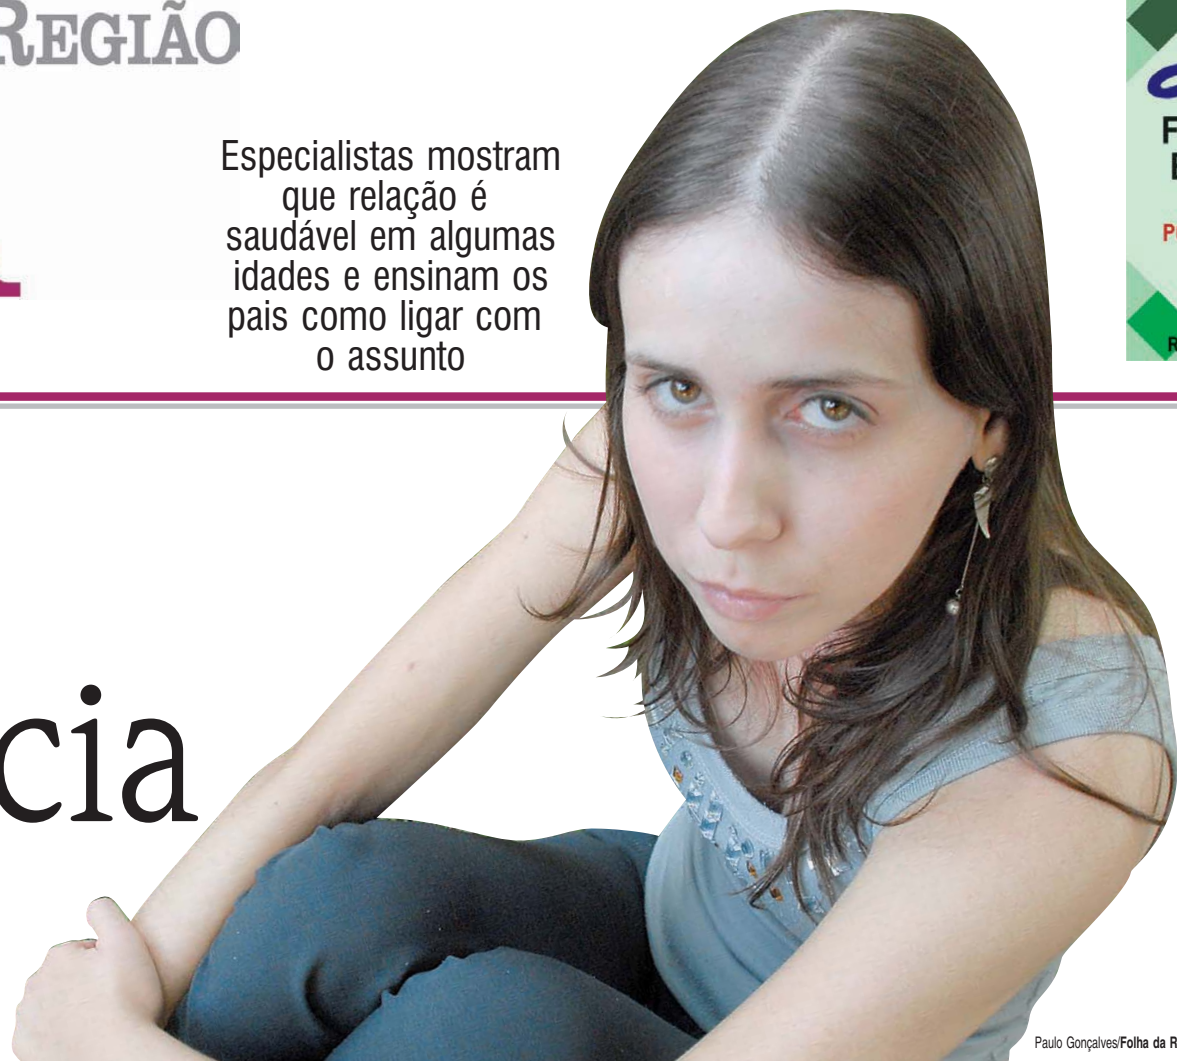 REGIÃO
Especialistas mostram
que relação é
saudável em algumas
idades e ensinam os
pais como ligar com
o assunto
cia
Paulo Gonçalves/Folha da R